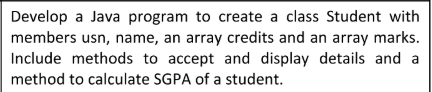 Develop a Java program to create a class Student with
members usn, name, an array credits and an array marks.
Include methods to accept and display details and a
method to calculate SGPA of a student.